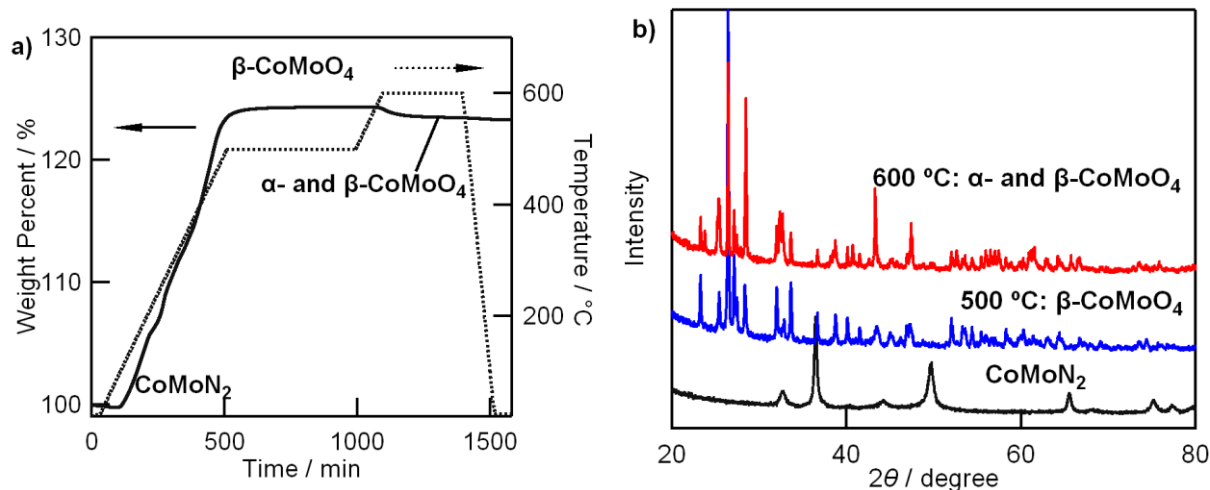 a)
130
120
110
100
Weight Percent / %
β-CoMoO₄
α- and β-CoMoO₄
CoMoN₂
600
400
200
Temperature / °C
0
500
1000
1500
Time / min
b)
Intensity
600 ºC: α- and β-CoMoO₄
500 ºC: β-CoMoO₄
CoMoN₂
20
40
60
80
2θ / degree